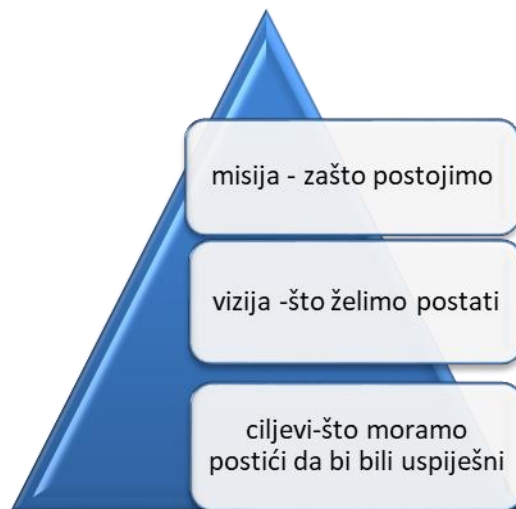 misija - zašto postojimo
vizija -što želimo postati
ciljevi-što moramo
postići da bi bili uspiješni